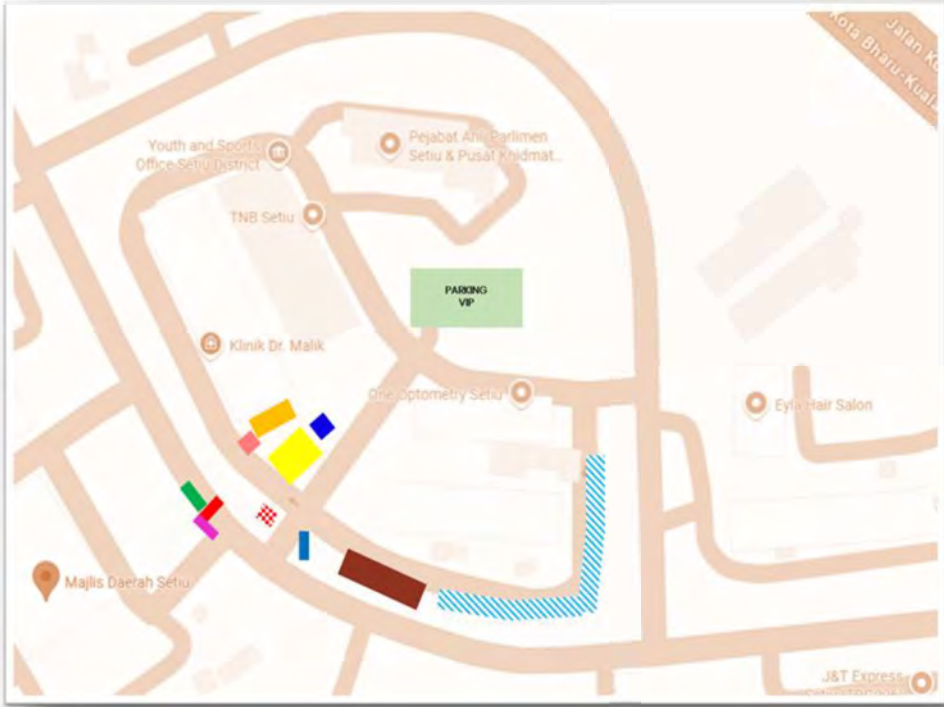 Jalan Ko
Kota Bharu-Kuala
Youth and Sports
Office Setiu District
Pejabat Ahli Parlimen
Setiu & Pusat Khidmat...
TNB Setiu
PARKING
VIP
Klinik Dr. Malik
One Optometry Setiu
Eyla Hair Salon
Majlis Daerah Setiu
J&T Express